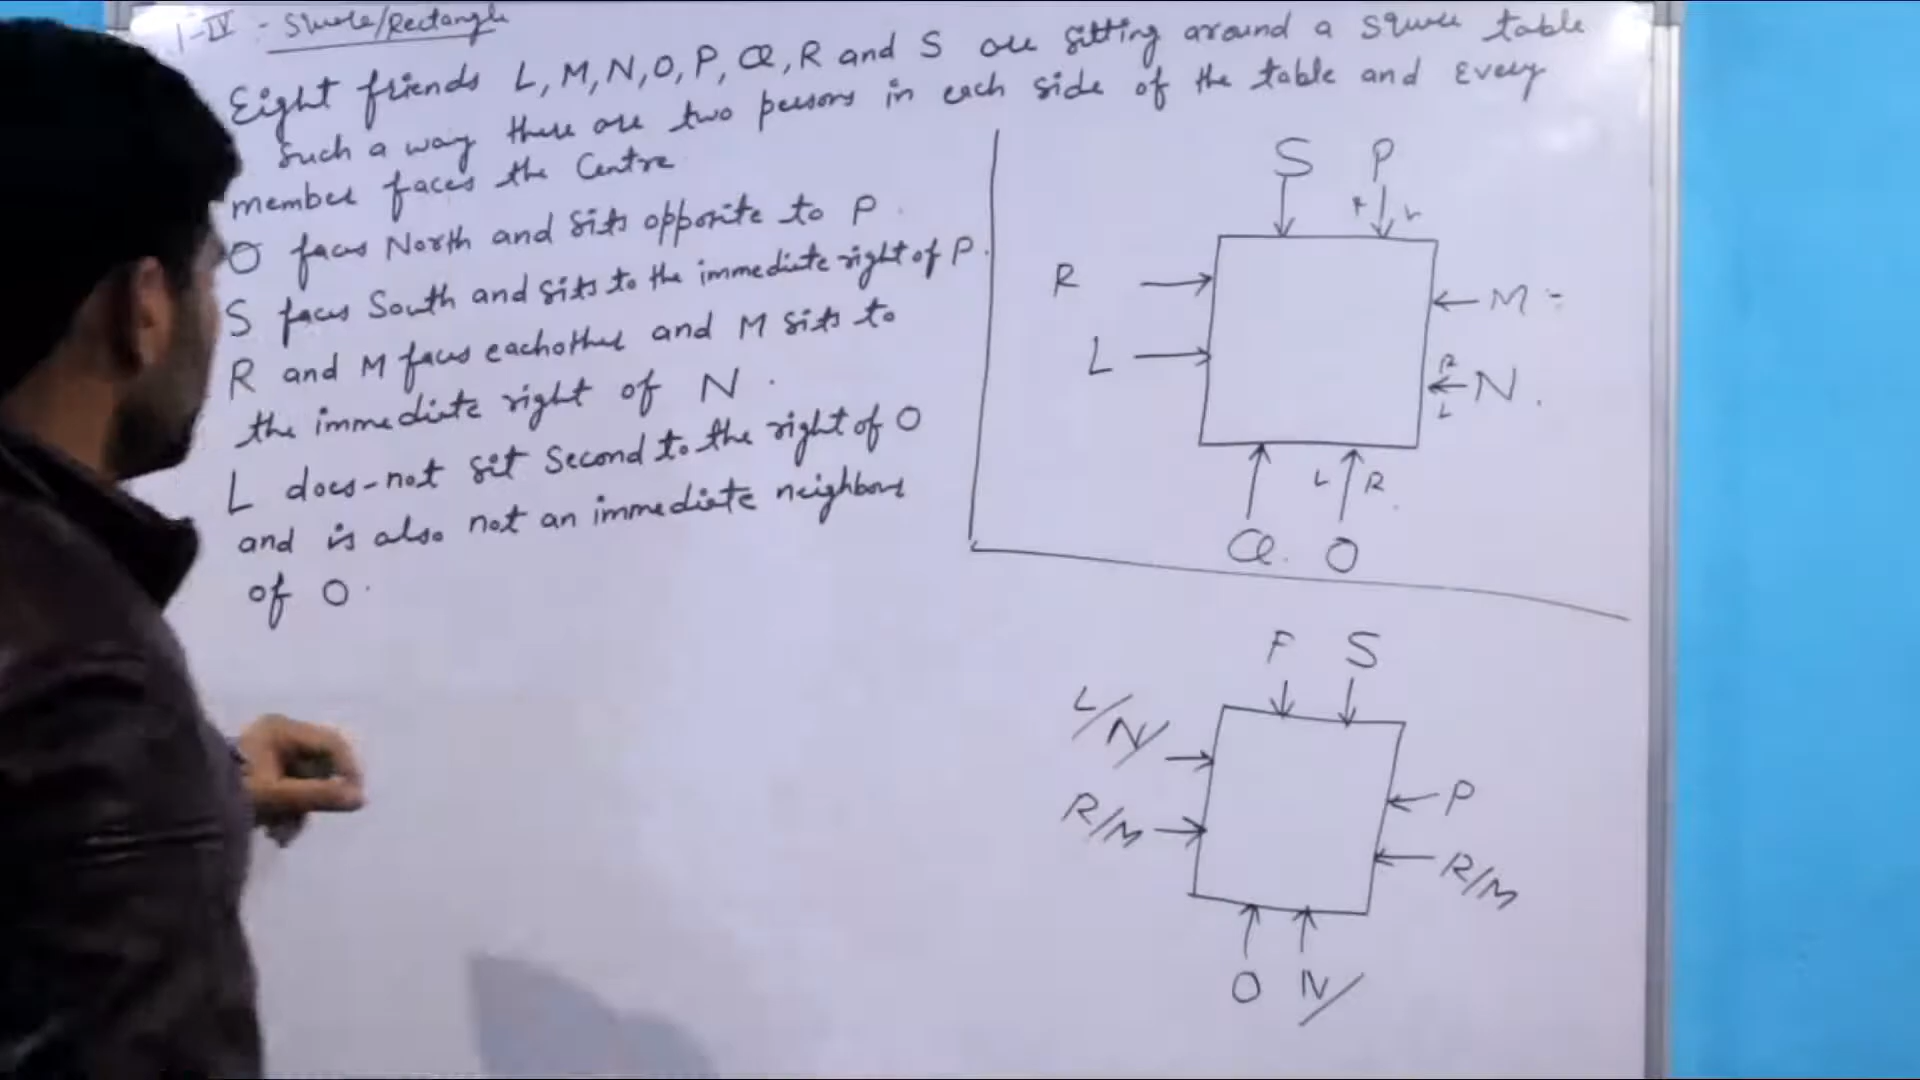 1-IV - Square/Rectangle
Eight friends L, M, N, O, P, Q, R and S are sitting around a square table
such a way there are two persons in each side of the table and Every
member faces the Centre
O faces North and sits opposite to P.
S faces South and sits to the immediate right of P.
R and M faces eachother and M sits to
the immediate right of N.
L does-not sit Second to the right of O
and is also not an immediate neighbour
of O.
S P
R
M
L
R
N.
L
L R
Q. O
F S
L/N/
P
R/M
R/M
O N/